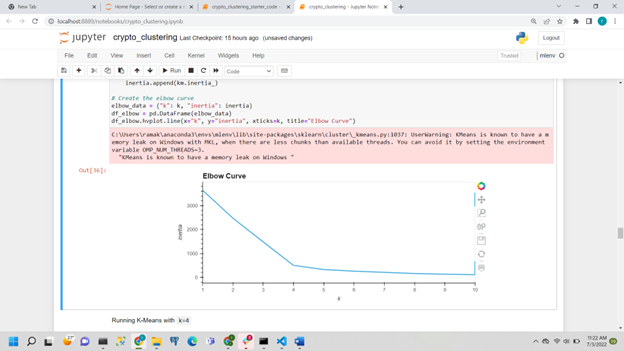 New Tab
Home Page - Select or create a n
crypto_clustering_starter_code -
crypto_clustering - Jupyter Note
localhost:8889/notebooks/crypto_clustering.ipynb
jupyter crypto_clustering Last Checkpoint: 15 hours ago (unsaved changes)
Logout
File Edit View Insert Cell Kernel Widgets Help
Trusted
mlenv
Run
Code
inertia.append(km.inertia_)
# Create the elbow curve
elbow_data = {"k": k, "inertia": inertia}
df_elbow = pd.DataFrame(elbow_data)
df_elbow.hvplot.line(x="k", y="inertia", xticks=k, title="Elbow Curve")
C:\Users\ramak\anaconda3\envs\mlenv\lib\site-packages\sklearn\cluster\_kmeans.py:1037: UserWarning: KMeans is known to have a m
emory leak on Windows with MKL, when there are less chunks than available threads. You can avoid it by setting the environment
variable OMP_NUM_THREADS=3.
"KMeans is known to have a memory leak on Windows "
Out[36]:
Elbow Curve
3000
2000
1000
0
inertia
1 2 3 4 5 6 7 8 9 10
k
Running K-Means with k=4
77°
11:22 AM
7/3/2022